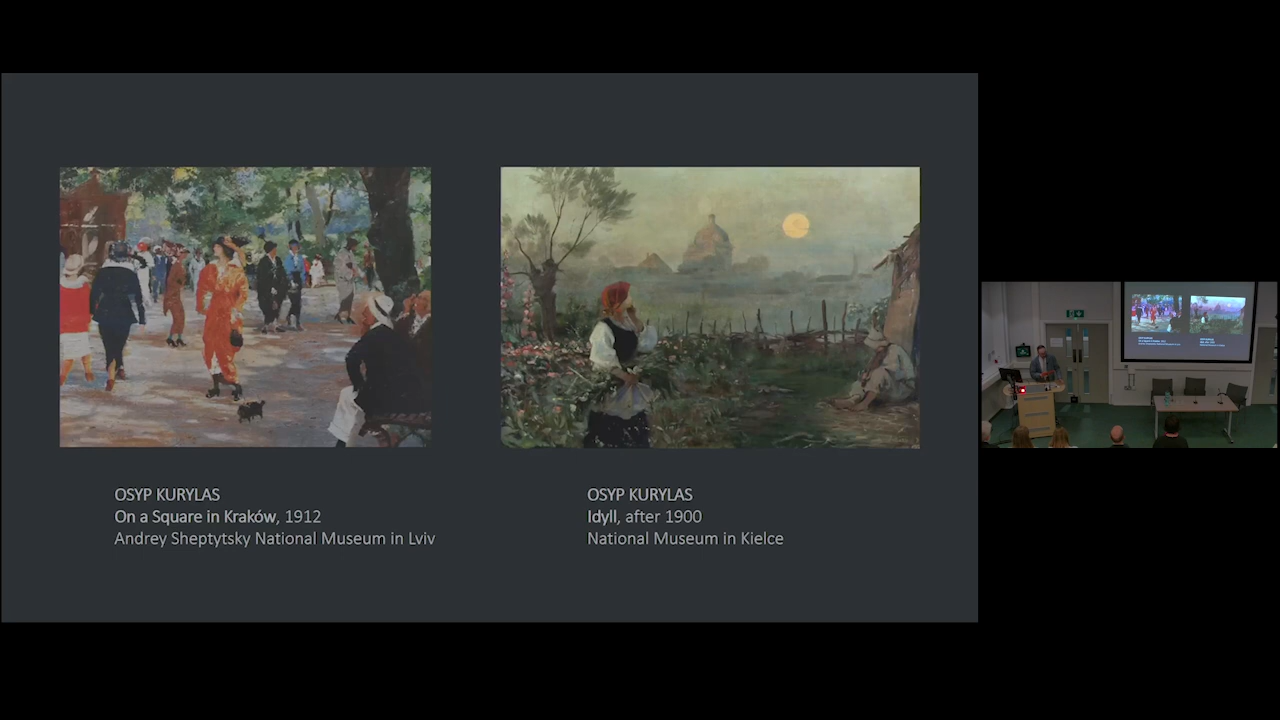 OSYP KURYLAS
On a Square in Kraków, 1912
Andrey Sheptytsky National Museum in Lviv
OSYP KURYLAS
Idyll, after 1900
National Museum in Kielce